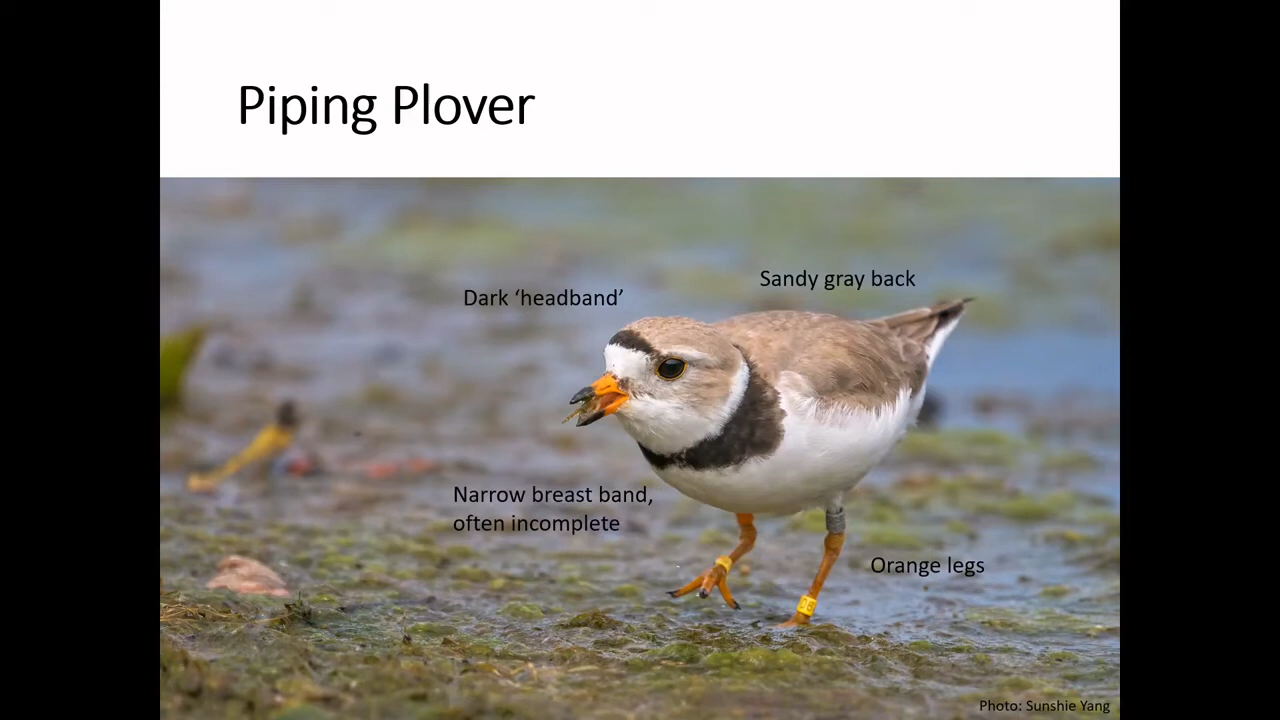 Piping Plover
Sandy gray back
Dark ‘headband’
Narrow breast band,
often incomplete
Orange legs
Photo: Sunshie Yang